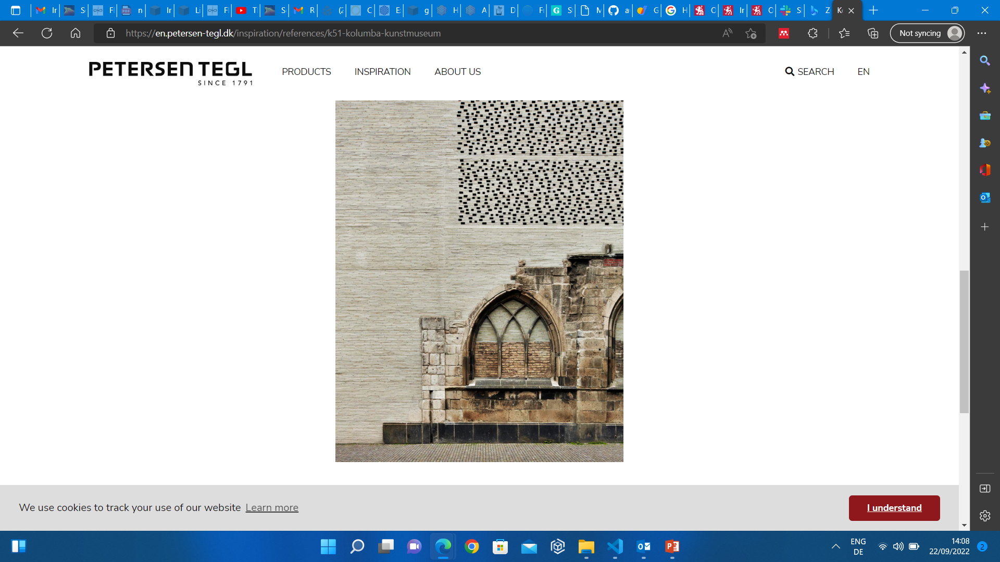 https://en.petersen-tegl.dk/inspiration/references/k51-kolumba-kunstmuseum
Not syncing
PETERSEN TEGL
SINCE 1791
PRODUCTS
INSPIRATION
ABOUT US
SEARCH
EN
We use cookies to track your use of our website Learn more
I understand
ENG
DE
14:08
22/09/2022
2